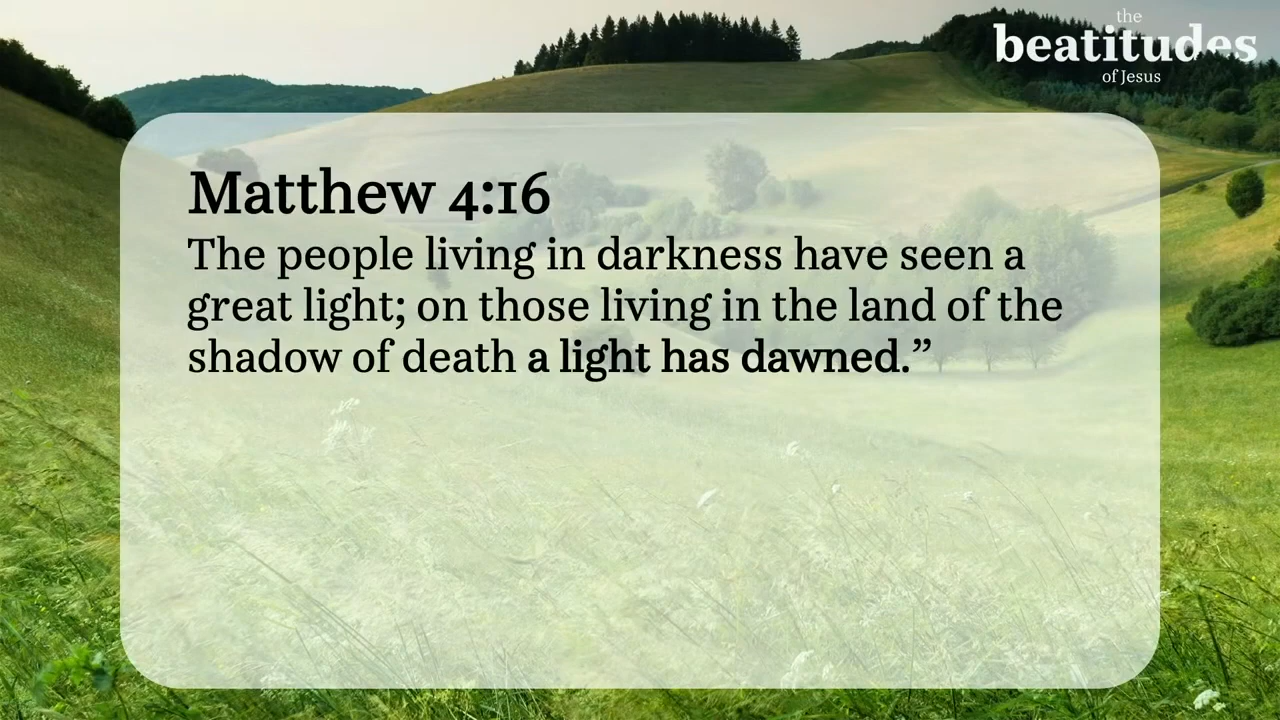 the
beatitudes
of Jesus
Matthew 4:16
The people living in darkness have seen a
great light; on those living in the land of the
shadow of death a light has dawned.”